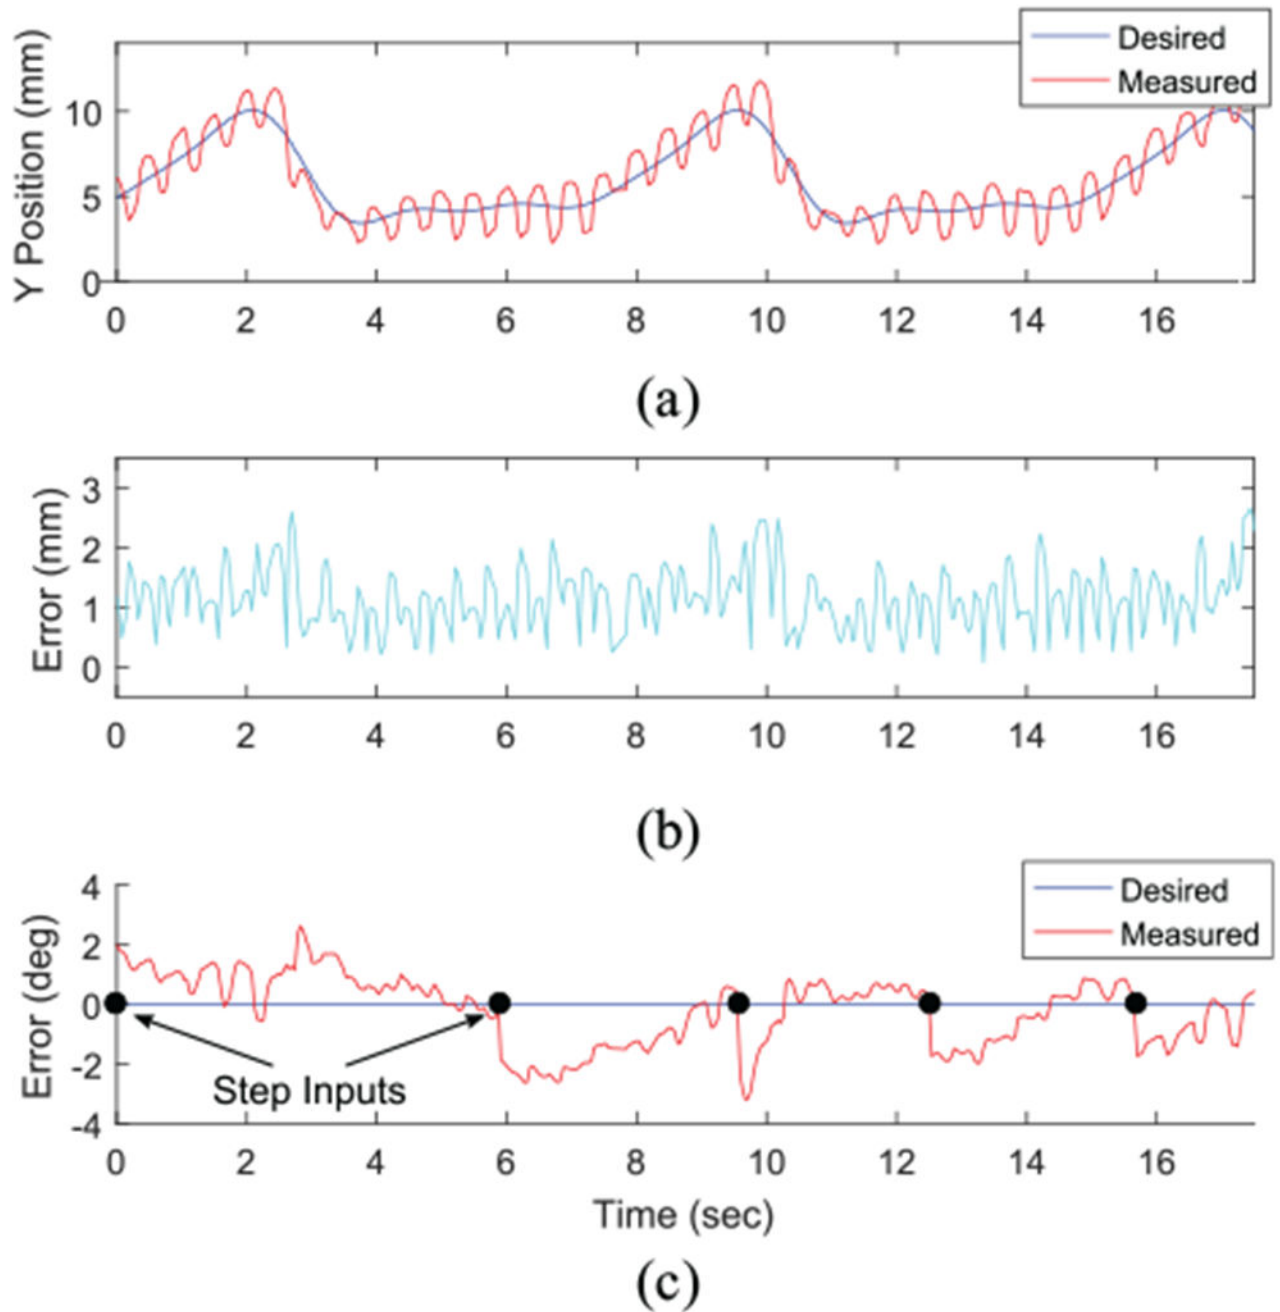 Desired
Measured
Y Position (mm)
10
5
0
0 2 4 6 8 10 12 14 16
(a)
Error (mm)
3
2
1
0
0 2 4 6 8 10 12 14 16
(b)
Desired
Measured
Error (deg)
4
2
0
-2
-4
Step Inputs
0 2 4 6 8 10 12 14 16
Time (sec)
(c)